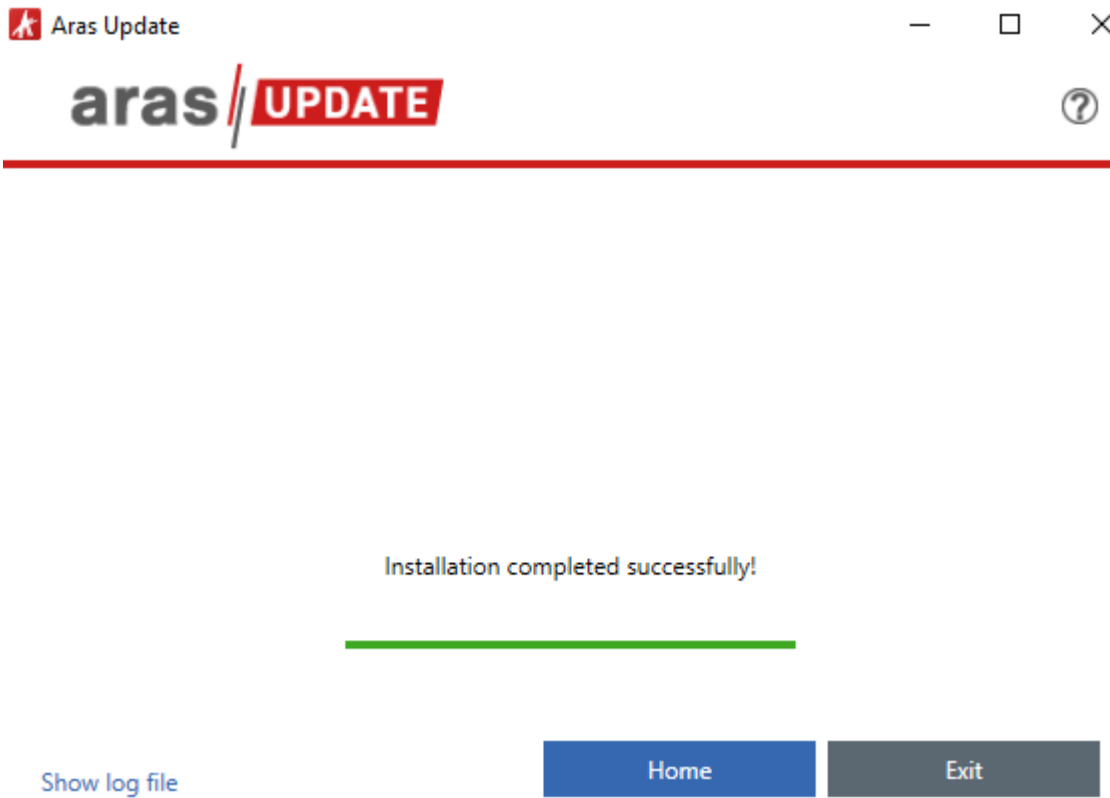 Aras Update
aras UPDATE
Installation completed successfully!
Show log file
Home
Exit